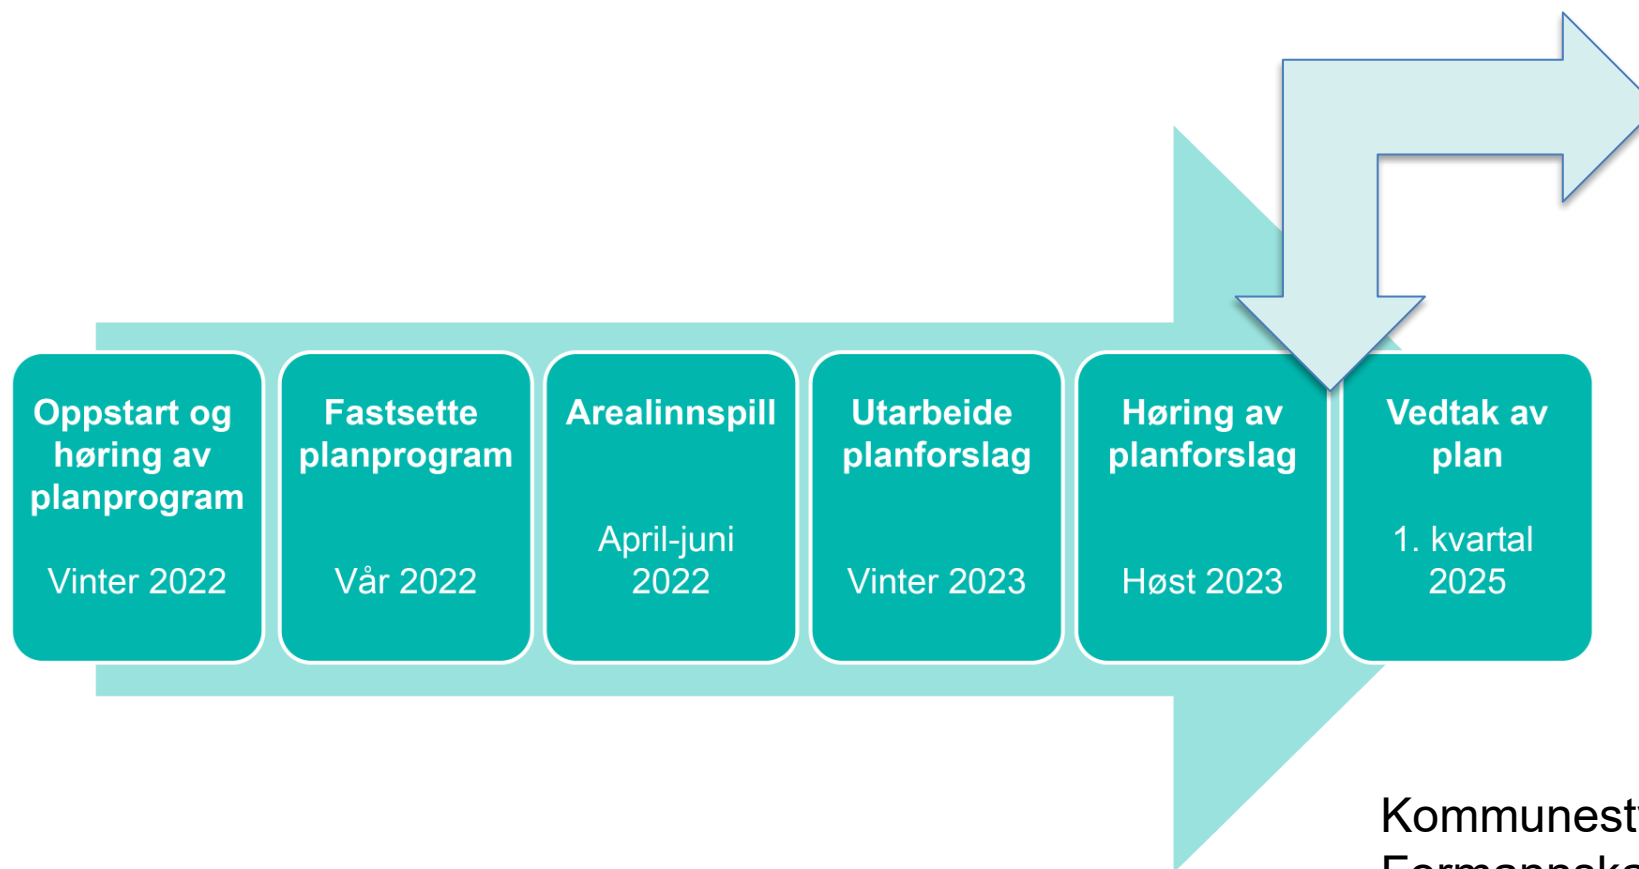 Oppstart og
høring av
planprogram
Vinter 2022
Fastsette
planprogram
Vår 2022
Arealinnspill
April-juni
2022
Utarbeide
planforslag
Vinter 2023
Høring av
planforslag
Høst 2023
Vedtak av
plan
1. kvartal
2025